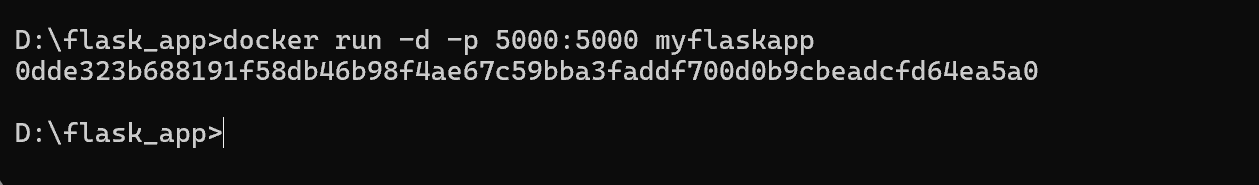 D:\flask_app>docker run -d -p 5000:5000 myflaskapp
0dde323b688191f58db46b98f4ae67c59bba3faddf700d0b9cbeadcfd64ea5a0
D:\flask_app>